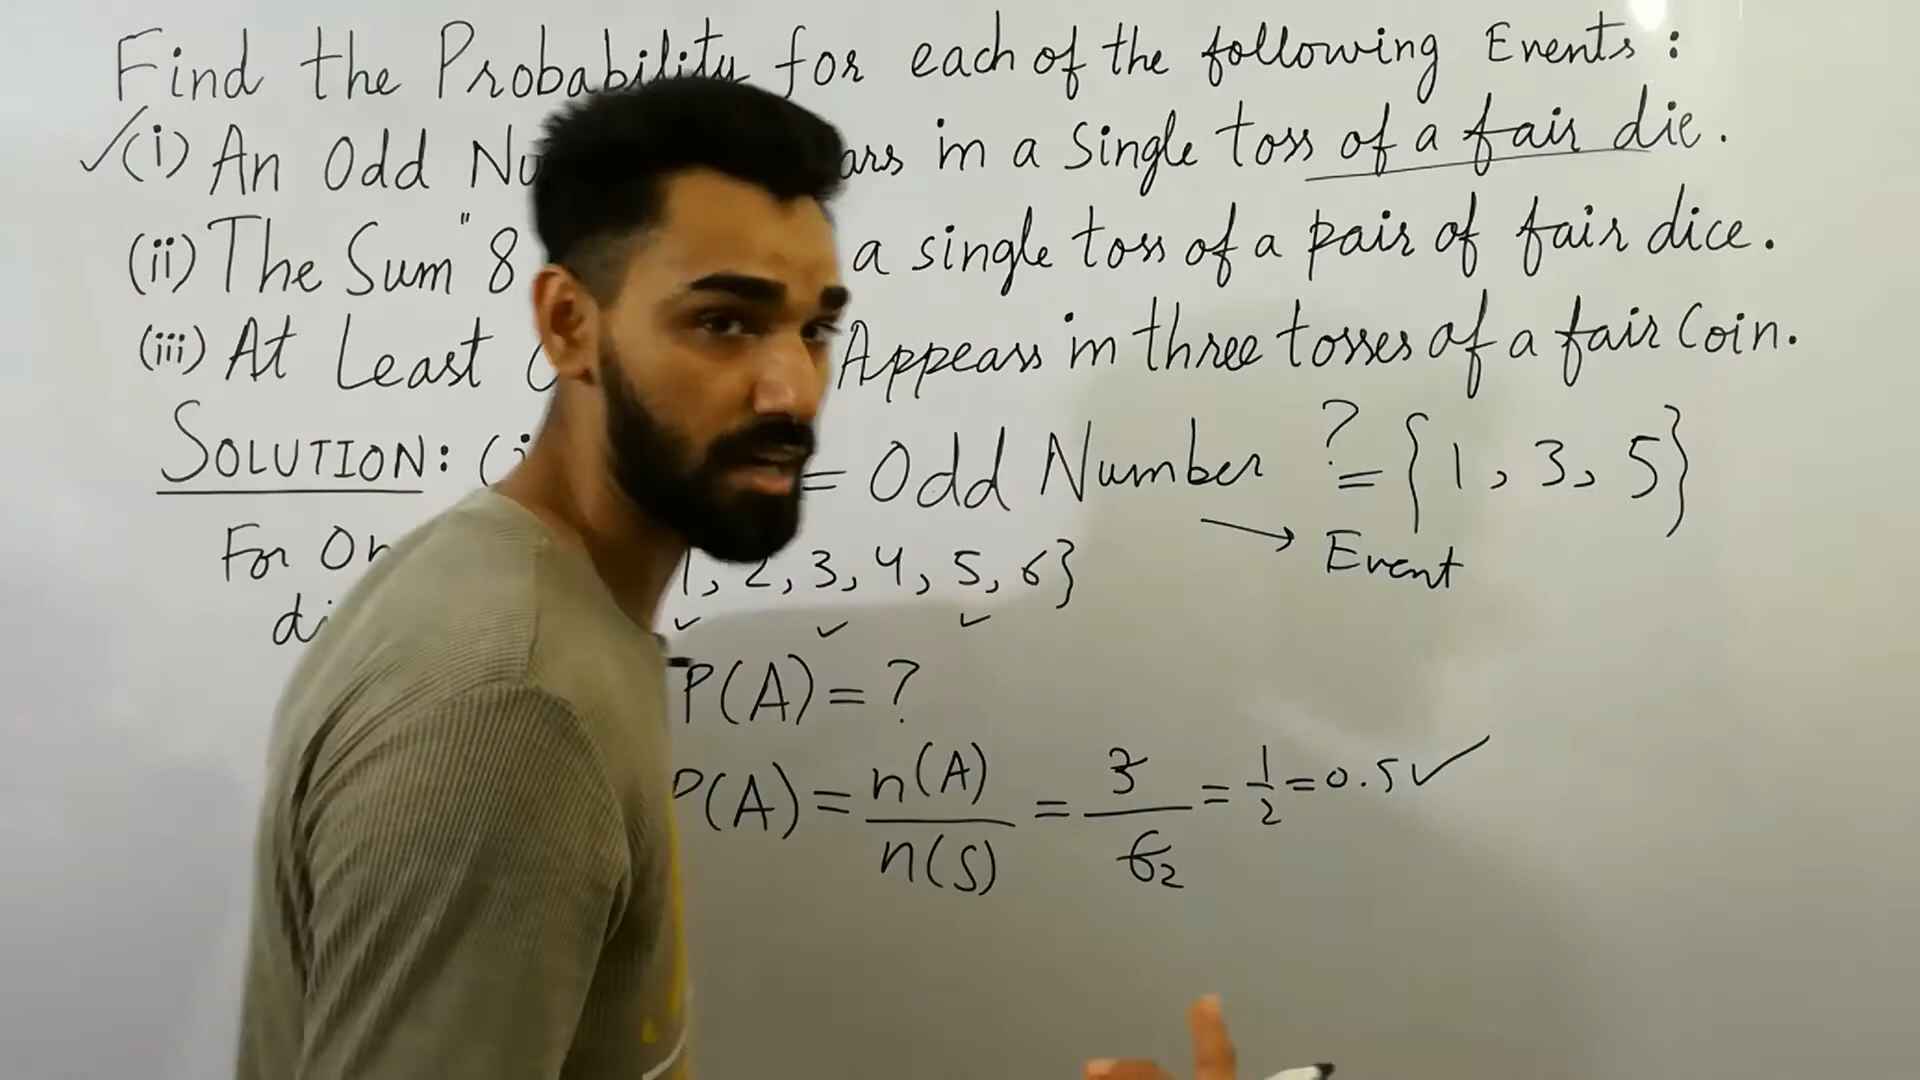 Find the Probability for each of the following Events :
(i) An Odd in a Single toss of a fair die.
(ii) The Sum "8 a single toss of a pair of fair dice.
(iii) At Least Appears in three tosses of a fair Coin.
SOLUTION: (i = Odd Number ? = {1, 3, 5}
For 1, 2, 3, 4, 5, 6} → Event
P(A) = ?
P(A) = n(A)/n(S) = 3/6 2 = 1/2 = 0.5 ✓